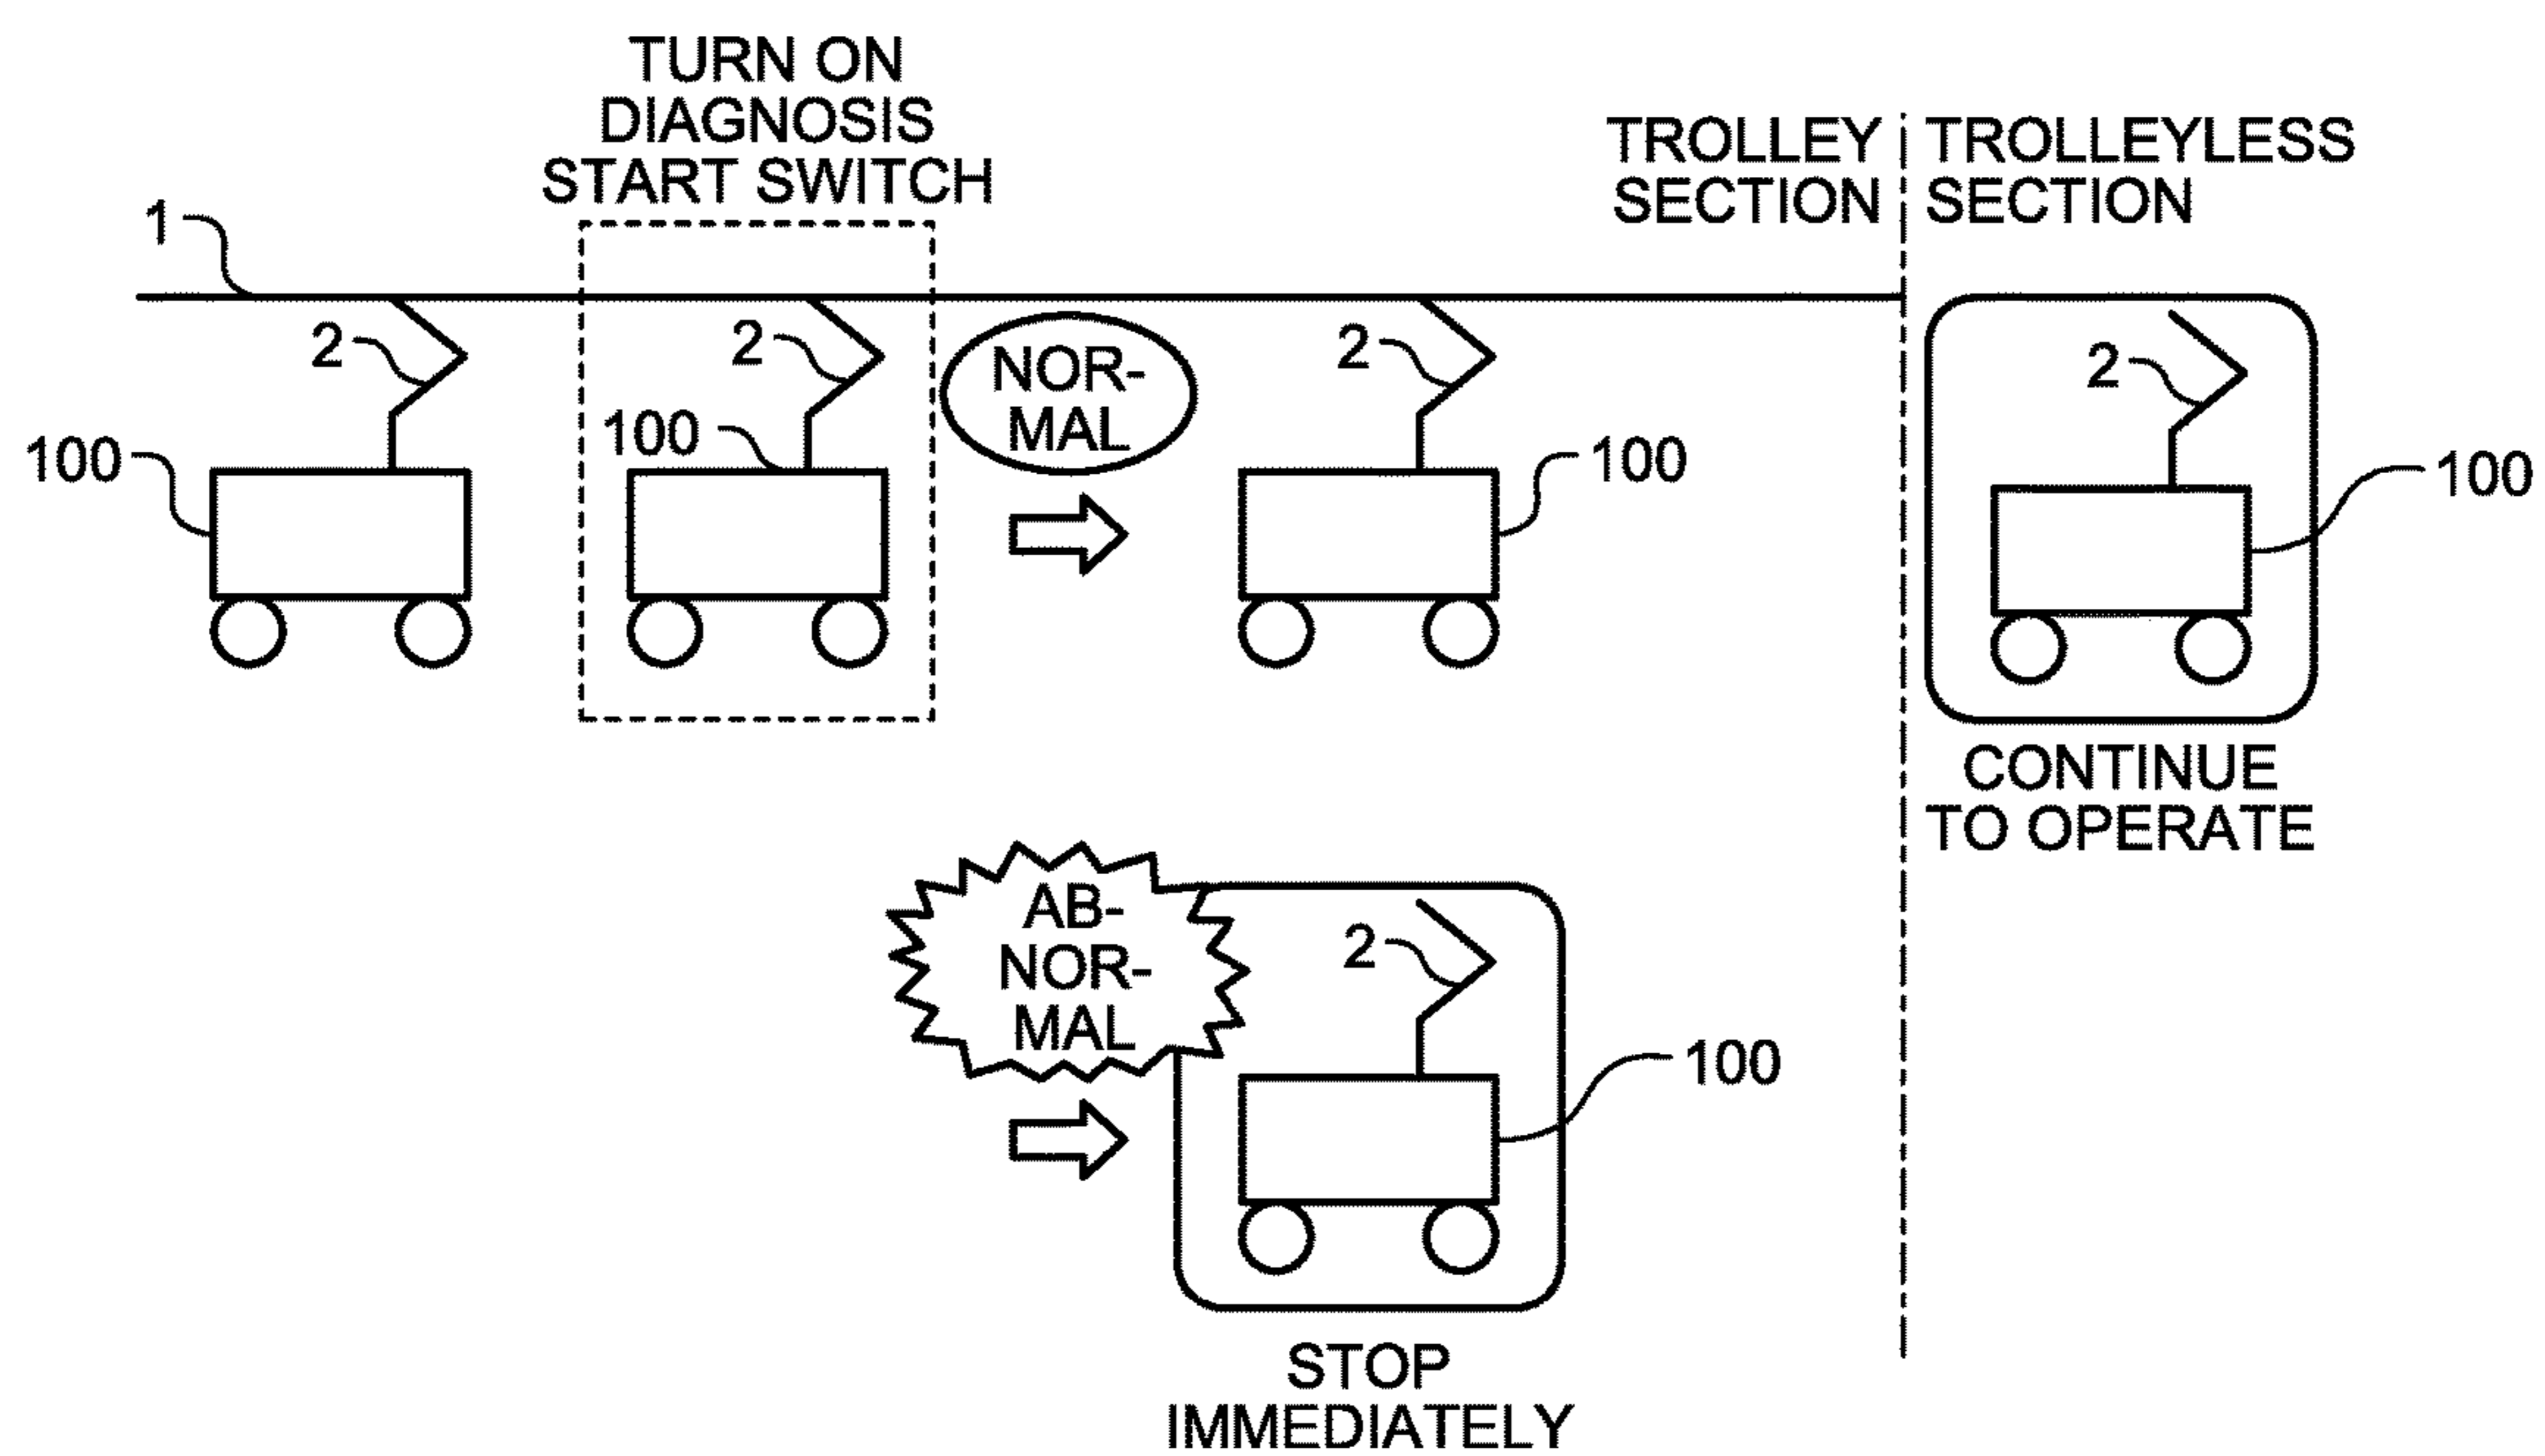 TURN ON
DIAGNOSIS
START SWITCH
TROLLEY
SECTION
TROLLEYLESS
SECTION
1
2
2
2
2
NOR-
MAL
100
100
100
100
CONTINUE
TO OPERATE
AB-
NOR-
MAL
2
100
STOP
IMMEDIATELY